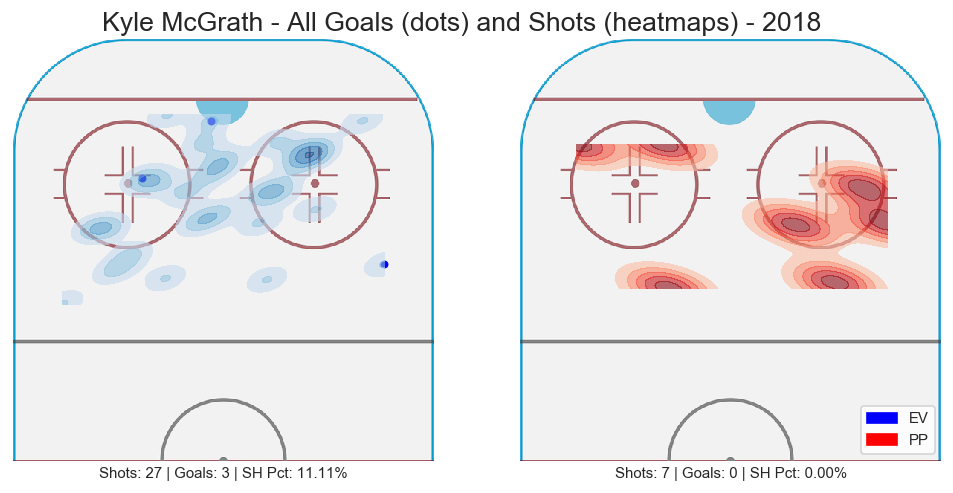 Kyle McGrath - All Goals (dots) and Shots (heatmaps) - 2018
EV
PP
Shots: 27 | Goals: 3 | SH Pct: 11.11%
Shots: 7 | Goals: 0 | SH Pct: 0.00%